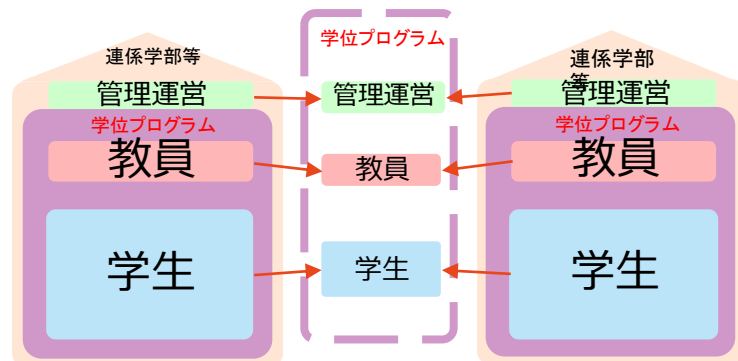 連係学部等
管理運営
学位プログラム
教員
学生
学位プログラム
管理運営
教員
学生
連係学部
等
管理運営
学位プログラム
教員
学生